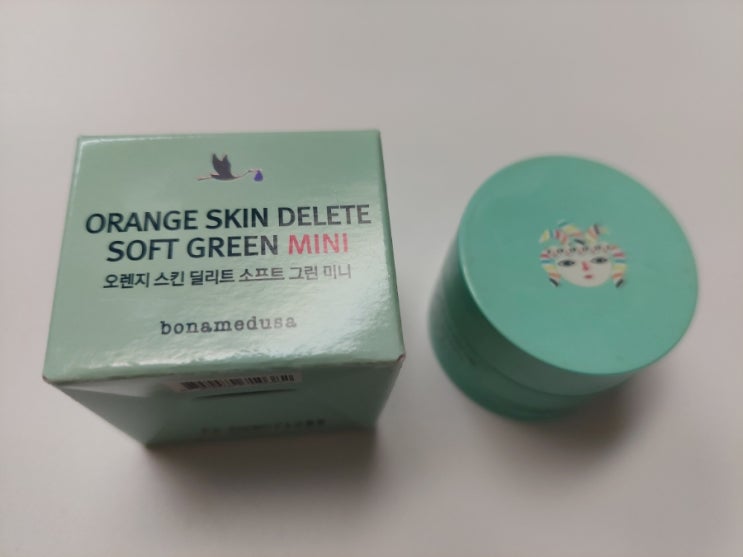 ORANGE SKIN DELETE
SOFT GREEN MINI
오렌지 스킨 딜리트 소프트 그린 미니
bonamedusa